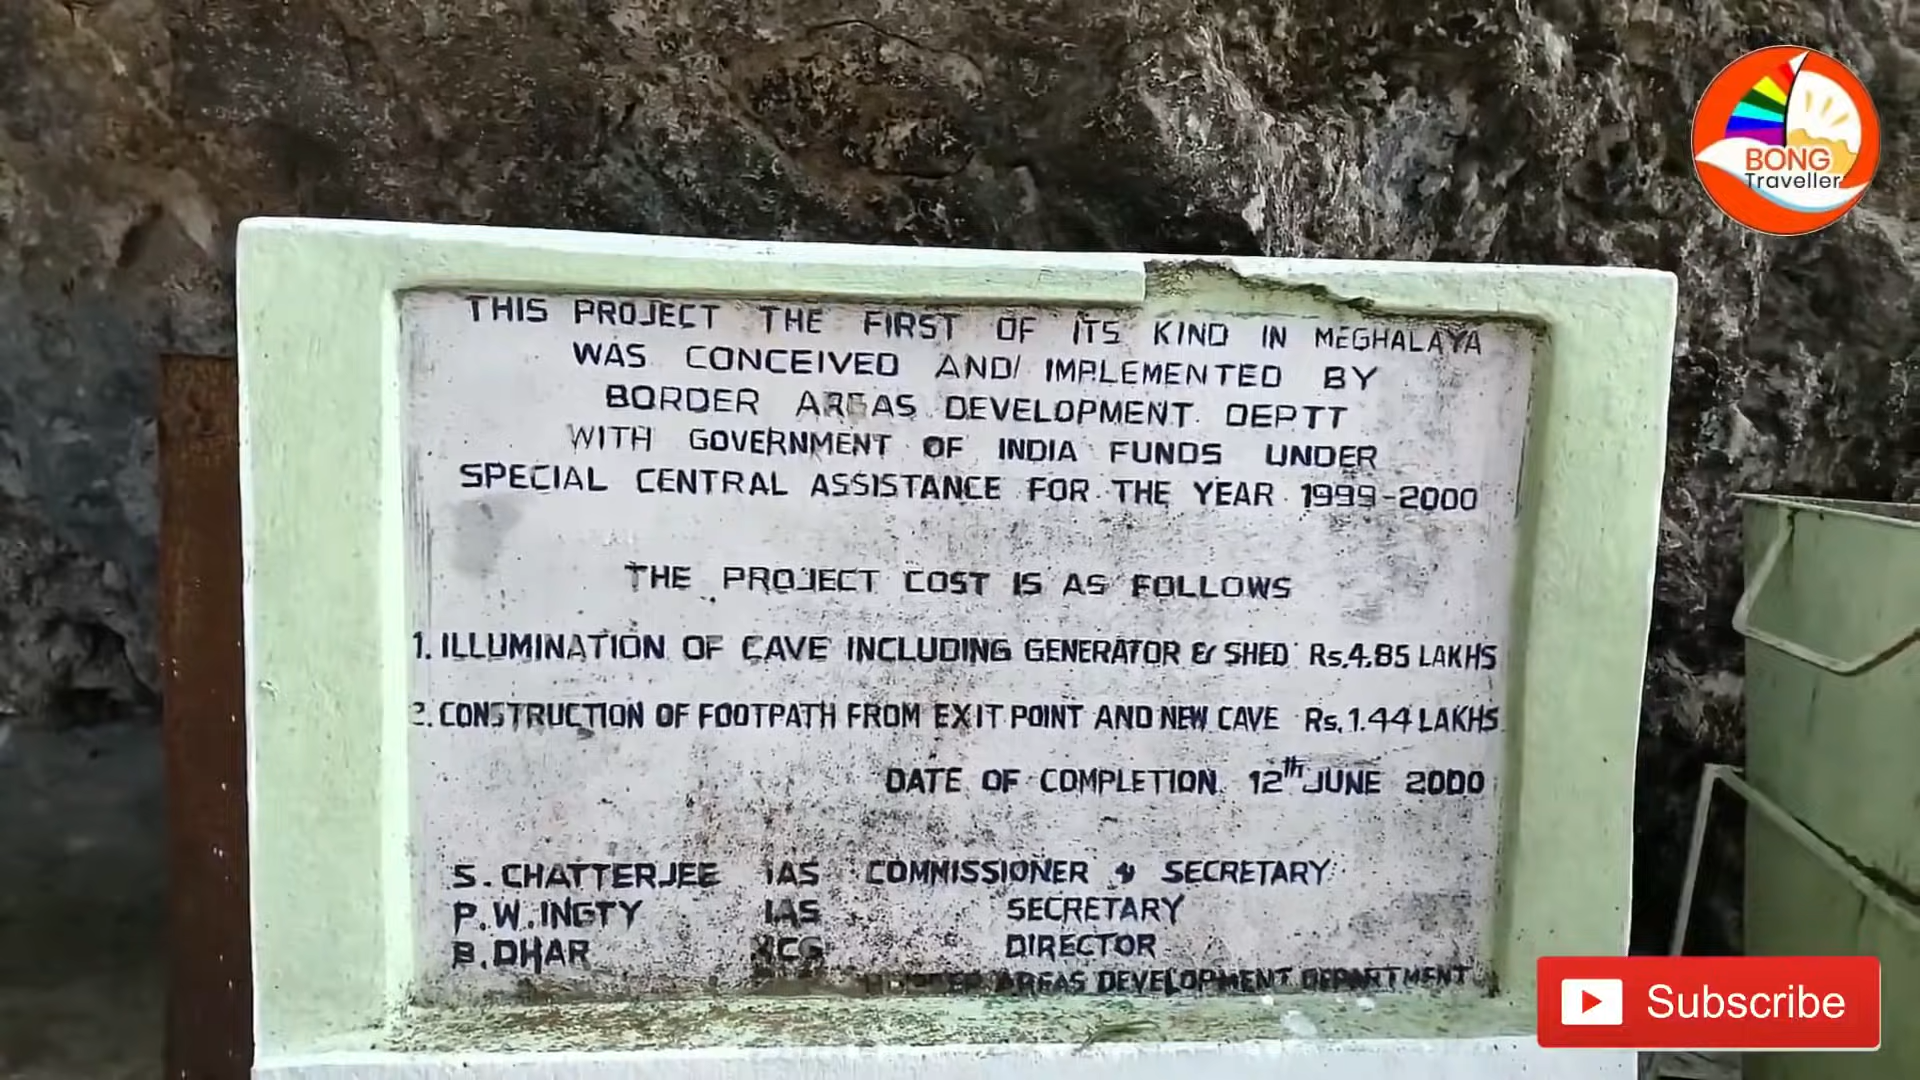 BONG
Traveller
THIS PROJECT THE FIRST OF ITS KIND IN MEGHALAYA
WAS CONCEIVED AND/ IMPLEMENTED BY
BORDER AREAS DEVELOPMENT. DEPTT
WITH GOVERNMENT OF INDIA FUNDS UNDER
SPECIAL CENTRAL ASSISTANCE FOR THE YEAR 1999-2000
THE PROJECT COST IS AS FOLLOWS
1. ILLUMINATION OF CAVE INCLUDING GENERATOR & SHED Rs.4.85 LAKHS
2. CONSTRUCTION OF FOOTPATH FROM EXIT POINT AND NEW CAVE Rs. 1.44 LAKHS
DATE OF COMPLETION. 12th JUNE 2000
S. CHATTERJEE IAS COMMISSIONER & SECRETARY
P.W. INGTY IAS SECRETARY
B. DHAR DIRECTOR
AREAS DEVELOPMENT DEPARTMENT
Subscribe